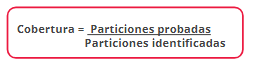 Cobertura = Particiones probadas
Particiones identificadas